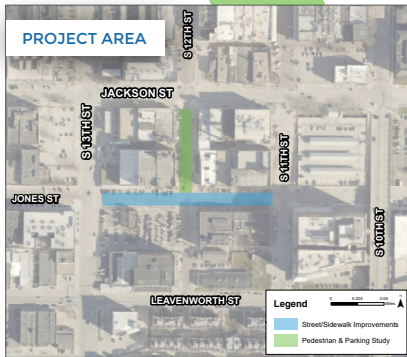 PROJECT AREA
S 12TH ST
JACKSON ST
S 13TH ST
S 11TH ST
JONES ST
S 10TH ST
LEAVENWORTH ST
Legend
0 0.025 0.05
Miles
N
Street/Sidewalk Improvements
Pedestrian & Parking Study